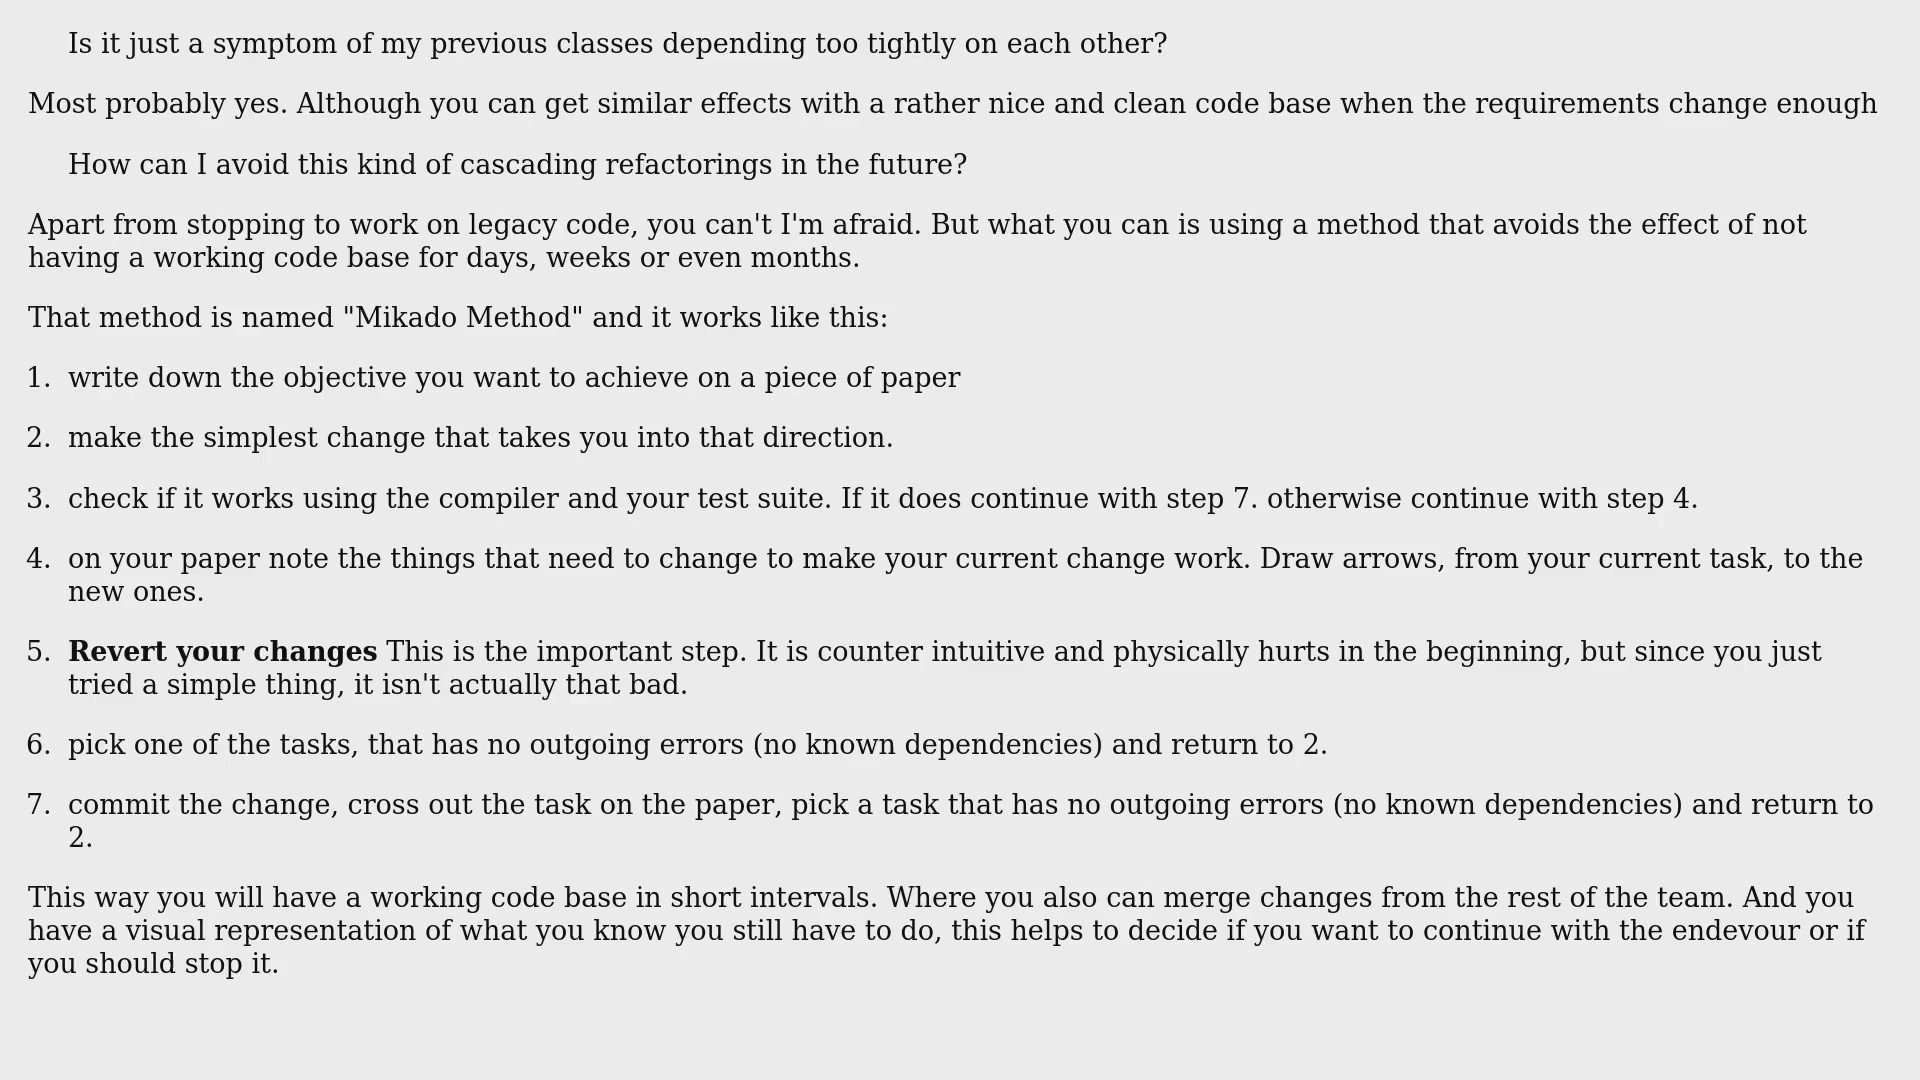 Is it just a symptom of my previous classes depending too tightly on each other?
Most probably yes. Although you can get similar effects with a rather nice and clean code base when the requirements change enough
How can I avoid this kind of cascading refactorings in the future?
Apart from stopping to work on legacy code, you can't I'm afraid. But what you can is using a method that avoids the effect of not
having a working code base for days, weeks or even months.
That method is named "Mikado Method" and it works like this:
1. write down the objective you want to achieve on a piece of paper
2. make the simplest change that takes you into that direction.
3. check if it works using the compiler and your test suite. If it does continue with step 7. otherwise continue with step 4.
4. on your paper note the things that need to change to make your current change work. Draw arrows, from your current task, to the
new ones.
5. Revert your changes This is the important step. It is counter intuitive and physically hurts in the beginning, but since you just
tried a simple thing, it isn't actually that bad.
6. pick one of the tasks, that has no outgoing errors (no known dependencies) and return to 2.
7. commit the change, cross out the task on the paper, pick a task that has no outgoing errors (no known dependencies) and return to
2.
This way you will have a working code base in short intervals. Where you also can merge changes from the rest of the team. And you
have a visual representation of what you know you still have to do, this helps to decide if you want to continue with the endevour or if
you should stop it.